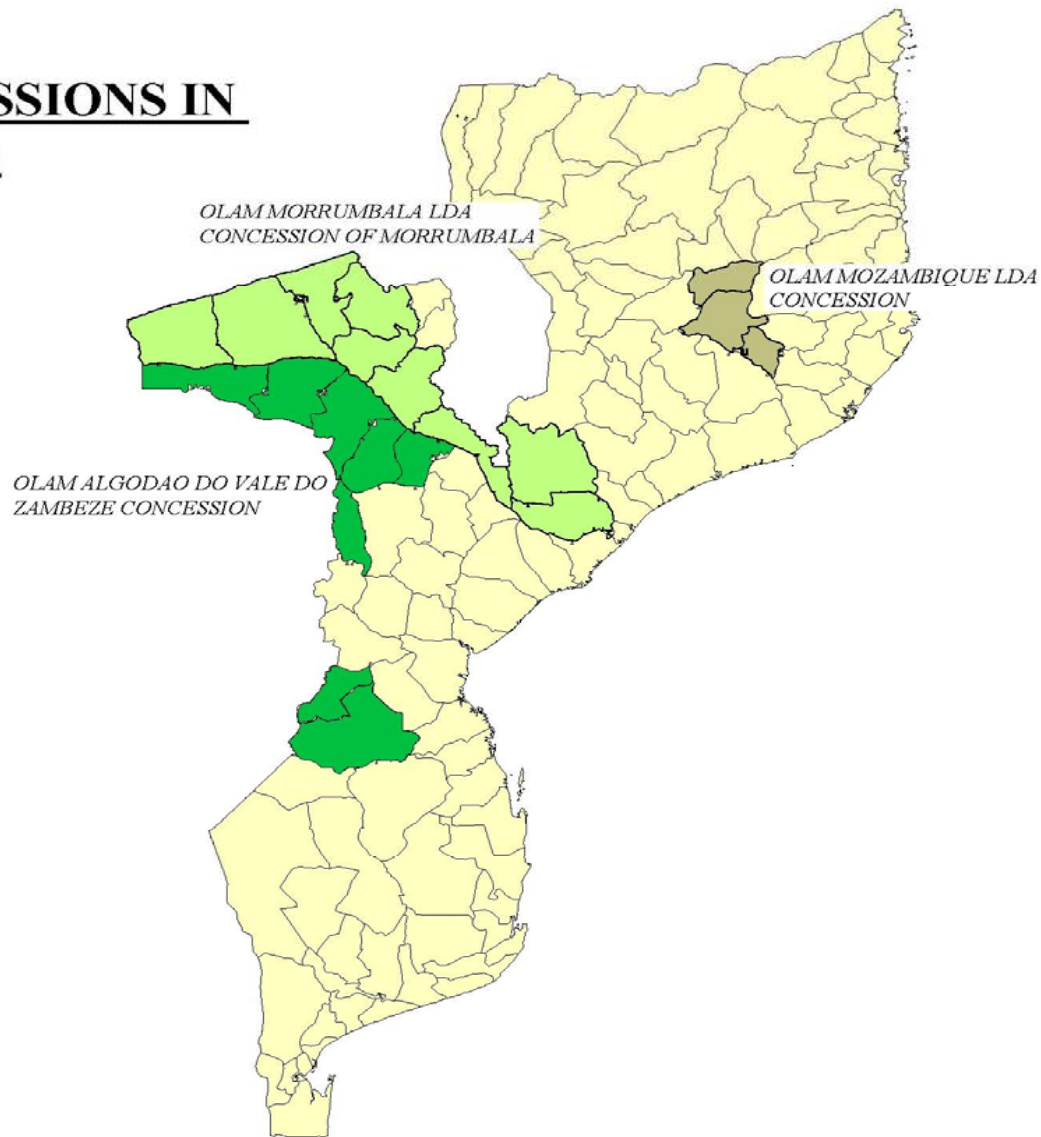 SSIONS IN
OLAM MORRUMBALA LDA
CONCESSION OF MORRUMBALA
OLAM MOZAMBIQUE LDA
CONCESSION
OLAM ALGODAO DO VALE DO
ZAMBEZE CONCESSION